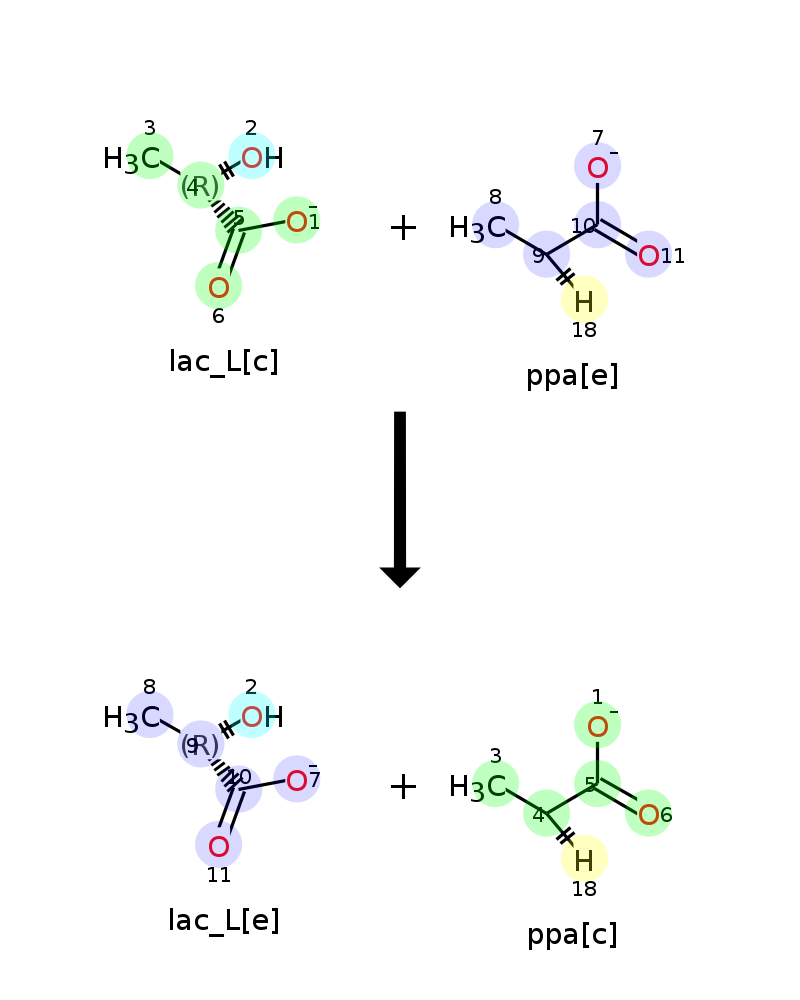 3 2
H3C OH
(R) 4
5
O- 1
O
6
lac_L[c]
+
7
O-
8
H3C 10
9 O 11
H
18
ppa[e]
8 2
H3C OH
(R) 9
10
O- 7
O
11
lac_L[e]
+
1
O-
3
H3C 5
4 O 6
H
18
ppa[c]